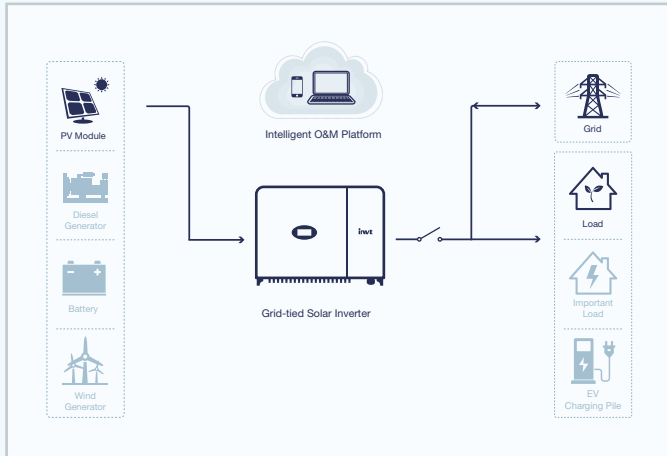 PV Module
Diesel
Generator
Battery
Wind
Generator
Intelligent O&M Platform
invt
Grid-tied Solar Inverter
Grid
Load
Important
Load
EV
Charging Pile